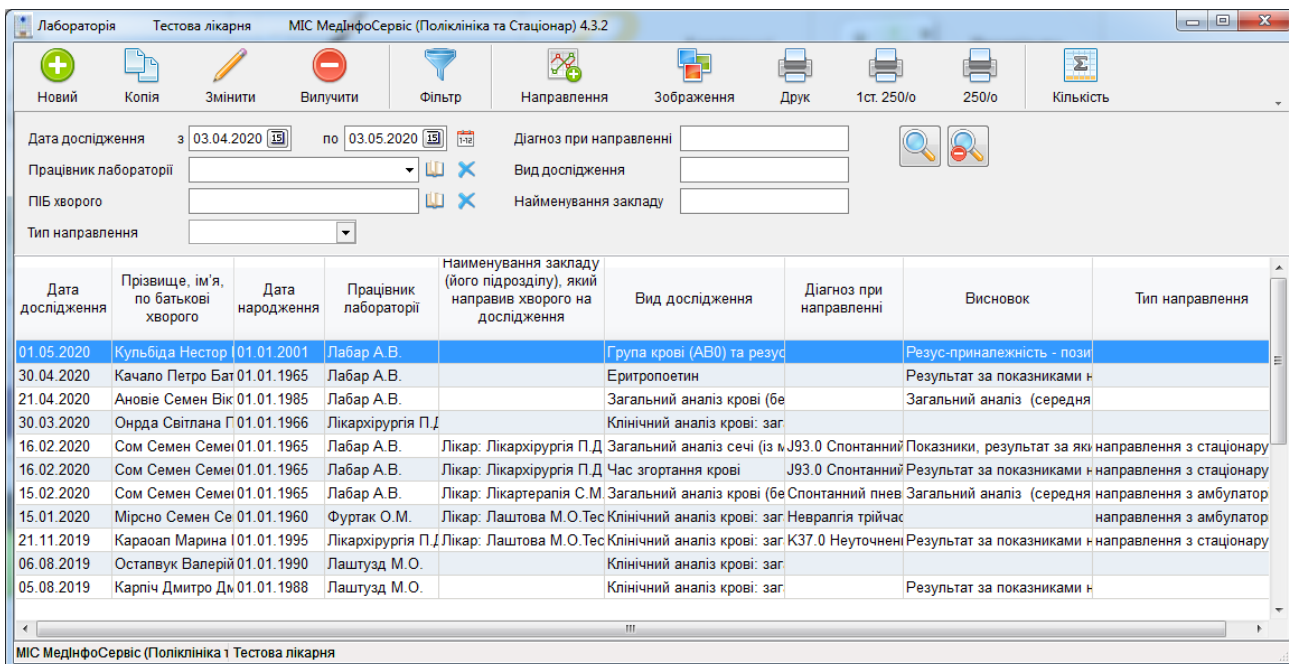 Лабораторія Тестова лікарня МІС МедІнфоСервіс (Поліклініка та Стаціонар) 4.3.2
Новий Копія Змінити Вилучити Фільтр Направлення Зображення Друк 1ст. 250/о 250/о Кількість
Дата дослідження з 03.04.2020 15 по 03.05.2020 15 1-12 Діагноз при направленні
Працівник лабораторії Вид дослідження
ПІБ хворого Найменування закладу
Тип направлення
Дата дослідження
Прізвище, ім'я, по батькові хворого
Дата народження
Працівник лабораторії
Найменування закладу (його підрозділу), який направив хворого на дослідження
Вид дослідження
Діагноз при направленні
Висновок
Тип направлення
01.05.2020 Кульбіда Нестор 01.01.2001 Лабар А.В. Група крові (АВ0) та резус Резус-приналежність - пози
30.04.2020 Качало Петро Бат 01.01.1965 Лабар А.В. Еритропоетин Результат за показниками н
21.04.2020 Ановіє Семен Вік 01.01.1985 Лабар А.В. Загальний аналіз крові (бе Загальний аналіз (середня
30.03.2020 Онрда Світлана Г 01.01.1966 Лікархірургія П.Д Клінічний аналіз крові: заг
16.02.2020 Сом Семен Семе 01.01.1965 Лабар А.В. Лікар: Лікархірургія П.Д Загальний аналіз сечі (із м J93.0 Спонтанний Показники, результат за яки направлення з стаціонару
16.02.2020 Сом Семен Семе 01.01.1965 Лабар А.В. Лікар: Лікархірургія П.Д Час згортання крові J93.0 Спонтанний Результат за показниками н направлення з стаціонару
15.02.2020 Сом Семен Семе 01.01.1965 Лабар А.В. Лікар: Лікартерапія С.М. Загальний аналіз крові (бе Спонтанний пнев Загальний аналіз (середня направлення з амбулатор
15.01.2020 Мірсно Семен Се 01.01.1960 Фуртак О.М. Лікар: Лаштова М.О.Тес Клінічний аналіз крові: заг Невралгія трійчас направлення з амбулатор
21.11.2019 Караоап Марина 01.01.1995 Лікархірургія П.Д Лікар: Лаштова М.О.Тес Клінічний аналіз крові: заг К37.0 Неуточнен Результат за показниками н направлення з стаціонару
06.08.2019 Остапвук Валерій 01.01.1990 Лаштузд М.О. Клінічний аналіз крові: заг
05.08.2019 Карпіч Дмитро Дм 01.01.1988 Лаштузд М.О. Клінічний аналіз крові: заг Результат за показниками н
МІС МедІнфоСервіс (Поліклініка т Тестова лікарня